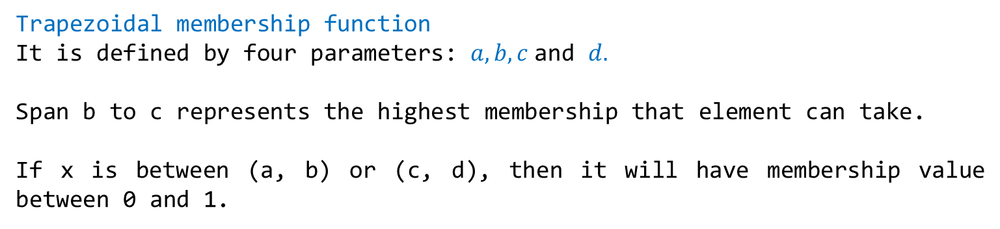 Trapezoidal membership function
It is defined by four parameters: a, b, c and d.
Span b to c represents the highest membership that element can take.
If x is between (a, b) or (c, d), then it will have membership value
between 0 and 1.